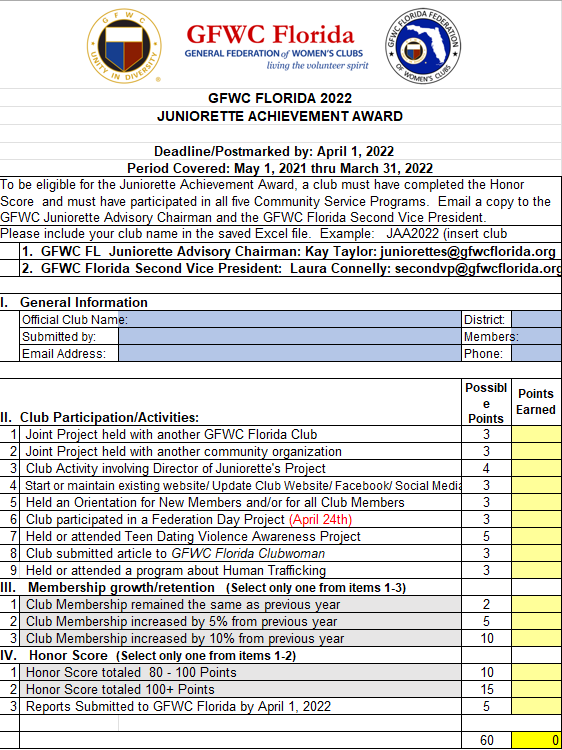 GFWC
UNITY IN DIVERSITY
®
GFWC Florida
GENERAL FEDERATION of WOMEN'S CLUBS
living the volunteer spirit
GFWC FLORIDA FEDERATION
OF WOMEN'S CLUBS
GFWC FLORIDA 2022
JUNIORETTE ACHIEVEMENT AWARD
Deadline/Postmarked by: April 1, 2022
Period Covered: May 1, 2021 thru March 31, 2022
To be eligible for the Juniorette Achievement Award, a club must have completed the Honor
Score and must have participated in all five Community Service Programs. Email a copy to the
GFWC Juniorette Advisory Chairman and the GFWC Florida Second Vice President.
Please include your club name in the saved Excel file. Example: JAA2022 (insert club
1. GFWC FL Juniorette Advisory Chairman: Kay Taylor: juniorettes@gfwcflorida.org
2. GFWC Florida Second Vice President: Laura Connelly: secondvp@gfwcflorida.org
I. General Information
Official Club Name: District:
Submitted by: Members:
Email Address: Phone:
II. Club Participation/Activities: Possibl
e
Points Points
Earned
1 Joint Project held with another GFWC Florida Club 3
2 Joint Project held with another community organization 3
3 Club Activity involving Director of Juniorette's Project 4
4 Start or maintain existing website/ Update Club Website/ Facebook/ Social Media 3
5 Held an Orientation for New Members and/or for all Club Members 3
6 Club participated in a Federation Day Project (April 24th) 3
7 Held or attended Teen Dating Violence Awareness Project 5
8 Club submitted article to GFWC Florida Clubwoman 3
9 Held or attended a program about Human Trafficking 3
III. Membership growth/retention (Select only one from items 1-3)
1 Club Membership remained the same as previous year 2
2 Club Membership increased by 5% from previous year 5
3 Club Membership increased by 10% from previous year 10
IV. Honor Score (Select only one from items 1-2)
1 Honor Score totaled 80 - 100 Points 10
2 Honor Score totaled 100+ Points 15
3 Reports Submitted to GFWC Florida by April 1, 2022 5
60 0